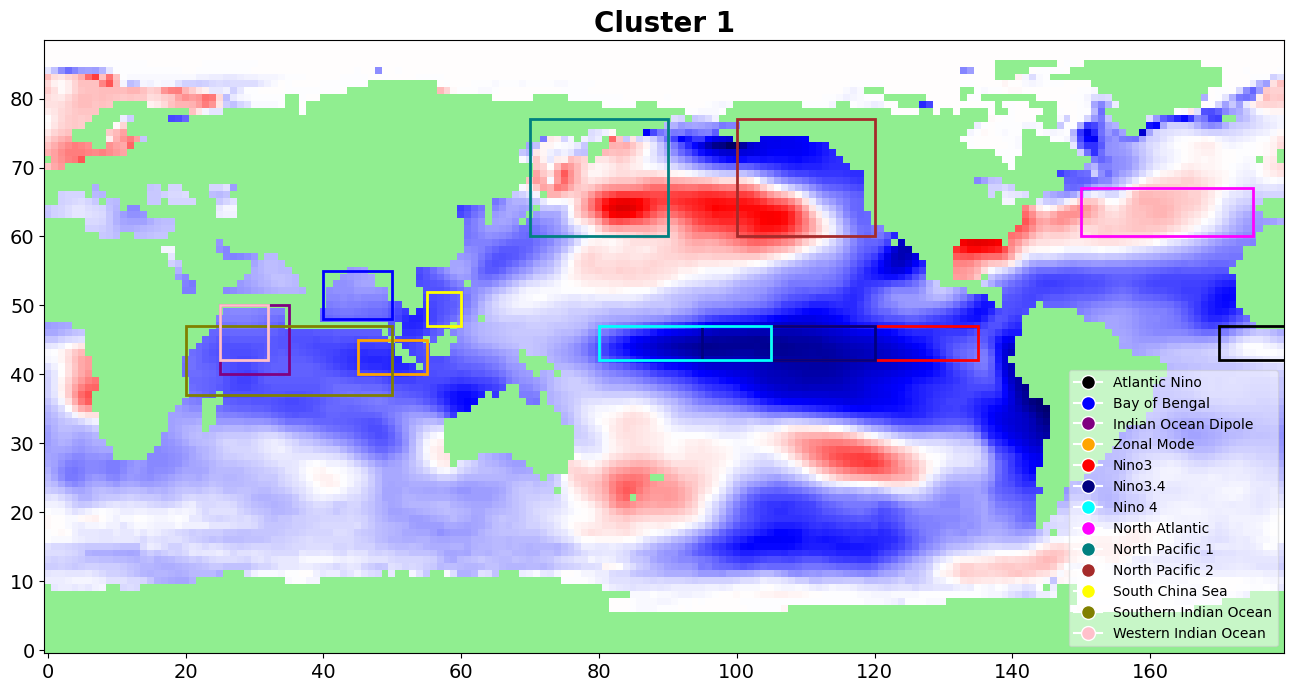 Cluster 1
80
70
60
50
40
30
20
10
0
0 20 40 60 80 100 120 140 160
Atlantic Nino
Bay of Bengal
Indian Ocean Dipole
Zonal Mode
Nino3
Nino3.4
Nino 4
North Atlantic
North Pacific 1
North Pacific 2
South China Sea
Southern Indian Ocean
Western Indian Ocean